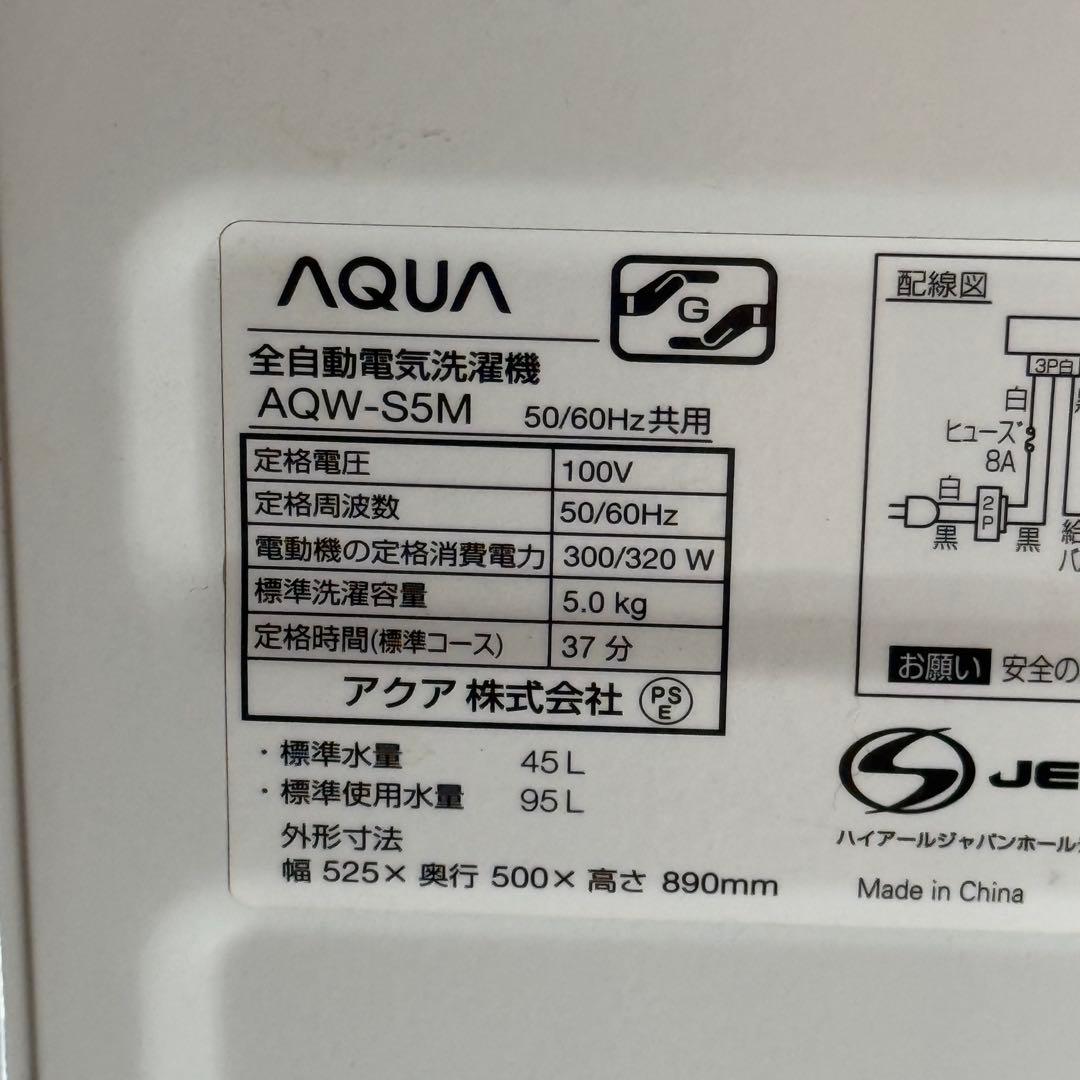 AQUA
G
全自動電気洗濯機
AQW-S5M 50/60Hz共用
定格電圧 100V
定格周波数 50/60Hz
電動機の定格消費電力 300/320 W
標準洗濯容量 5.0 kg
定格時間(標準コース) 37 分
アクア 株式会社 PSE
・標準水量 45L
・標準使用水量 95L
外形寸法
幅 525× 奥行 500× 高さ 890mm
配線図
3P白
白
ヒューズ
8A
白
2P
黒 黒
給
バ
お願い 安全の
JE
ハイアールジャパンホール
Made in China